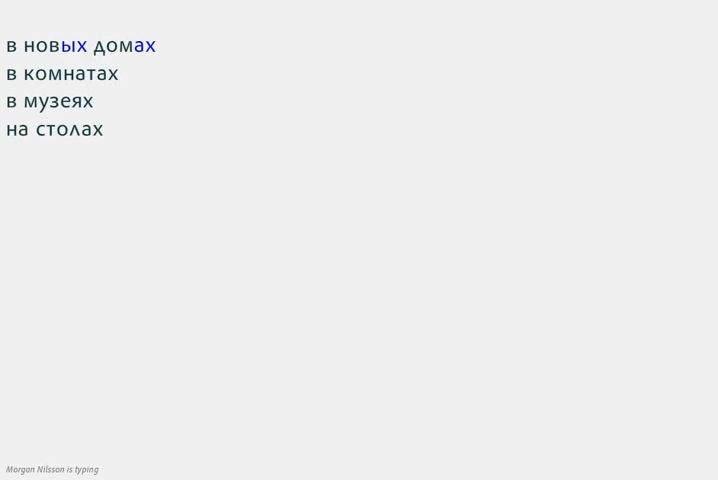 в новых домах
в комнатах
в музеях
на столах
Morgan Nilsson is typing